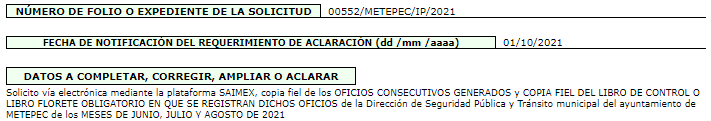 NÚMERO DE FOLIO O EXPEDIENTE DE LA SOLICITUD 00552/METEPEC/IP/2021
FECHA DE NOTIFICACIÓN DEL REQUERIMIENTO DE ACLARACIÓN (dd /mm /aaaa) 01/10/2021
DATOS A COMPLETAR, CORREGIR, AMPLIAR O ACLARAR
Solicito vía electrónica mediante la plataforma SAIMEX, copia fiel de los OFICIOS CONSECUTIVOS GENERADOS y COPIA FIEL DEL LIBRO DE CONTROL O
LIBRO FLORETE OBLIGATORIO EN QUE SE REGISTRAN DICHOS OFICIOS de la Dirección de Seguridad Pública y Tránsito municipal del ayuntamiento de
METEPEC de los MESES DE JUNIO, JULIO Y AGOSTO DE 2021